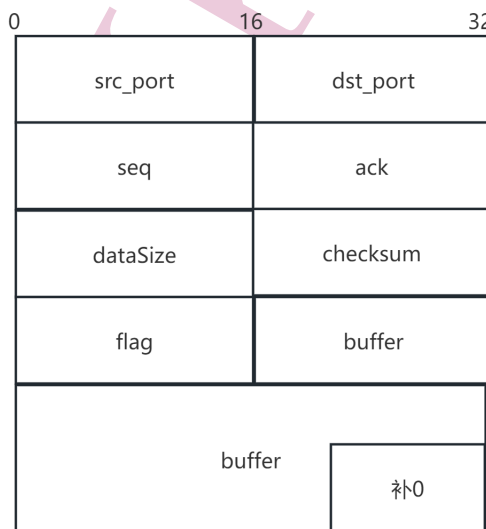 0 16 32
src_port dst_port
seq ack
dataSize checksum
flag buffer
buffer
补0